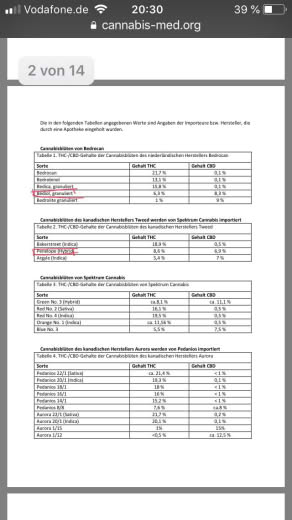 Vodafone.de 20:30 39 %
cannabis-med.org
2 von 14
Die in den folgenden Tabellen angegebenen Werte sind Angaben der Importeure bzw. Hersteller, die
durch eine Apotheke eingeholt wurden.
Cannabisblüten von Bedrocan
Tabelle 1. THC-/CBD-Gehalte der Cannabisblüten des niederländischen Herstellers Bedrocan
Sorte Gehalt THC Gehalt CBD
Bedrocan 21,7 % 0,1 %
Bedrobinol 13,1 % 0,1 %
Bedica, granuliert 15,8 % 0,1 %
Bediol, granuliert 6,3 % 8,3 %
Bedrolite granuliert 1 % 9 %
Cannabisblüten des kanadischen Herstellers Tweed werden von Spektrum Cannabis importiert
Tabelle 2. THC-/CBD-Gehalte der Cannabisblüten des kanadischen Herstellers Tweed
Sorte Gehalt THC Gehalt CBD
Bakerstreet (Indica) 18,9 % 0,5 %
Penelope (Hybrid) 8,6 % 6,9 %
Argyle (Indica) 5,4 % 7 %
Cannabisblüten von Spektrum Cannabis
Tabelle 3. THC-/CBD-Gehalte der Cannabisblüten von Spektrum Cannabis
Sorte Gehalt THC Gehalt CBD
Green No. 3 (Hybrid) ca.8,1 % ca. 11,1 %
Red No. 2 (Sativa) 16,1 % 0,5 %
Red No. 4 (Indica) 19,5 % 0,5 %
Orange No. 1 (Indica) ca. 11,56 % 0,5 %
Blue No. 3 5,5 % 7,5 %
Cannabisblüten des kanadischen Herstellers Aurora werden von Pedanios importiert
Tabelle 4. THC-/CBD-Gehalte der Cannabisblüten des kanadischen Herstellers Aurora
Sorte Gehalt THC Gehalt CBD
Pedanios 22/1 (Sativa) ca. 21,4 % < 1 %
Pedanios 20/1 (Indica) 19,3 % 0,1 %
Pedanios 18/1 18 % < 1 %
Pedanios 16/1 16 % < 1 %
Pedanios 14/1 15,2 % < 1 %
Pedanios 8/8 7,6 % ca.8 %
Aurora 22/1 (Sativa) 21,7 % 0,2 %
Aurora 20/1 (Indica) 20,1 % 0,1 %
Aurora 1/15 1% 15%
Aurora 1/12 <0,5 % ca. 12,5 %